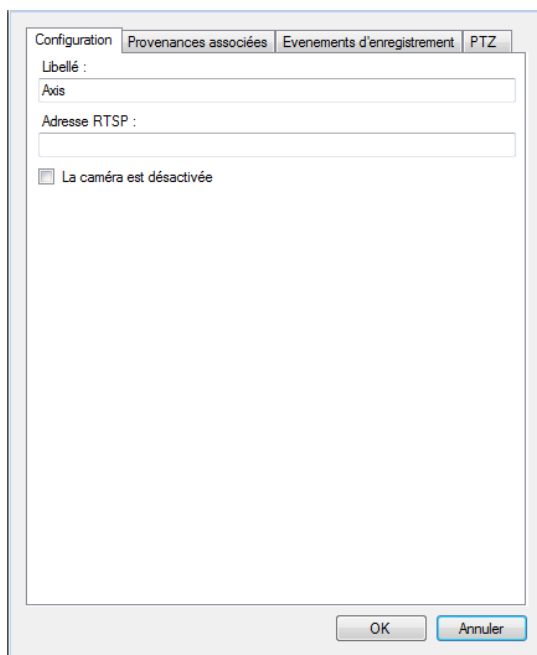 Configuration Provenances associées Evenements d'enregistrement PTZ
Libellé :
Axis
Adresse RTSP :
La caméra est désactivée
OK Annuler